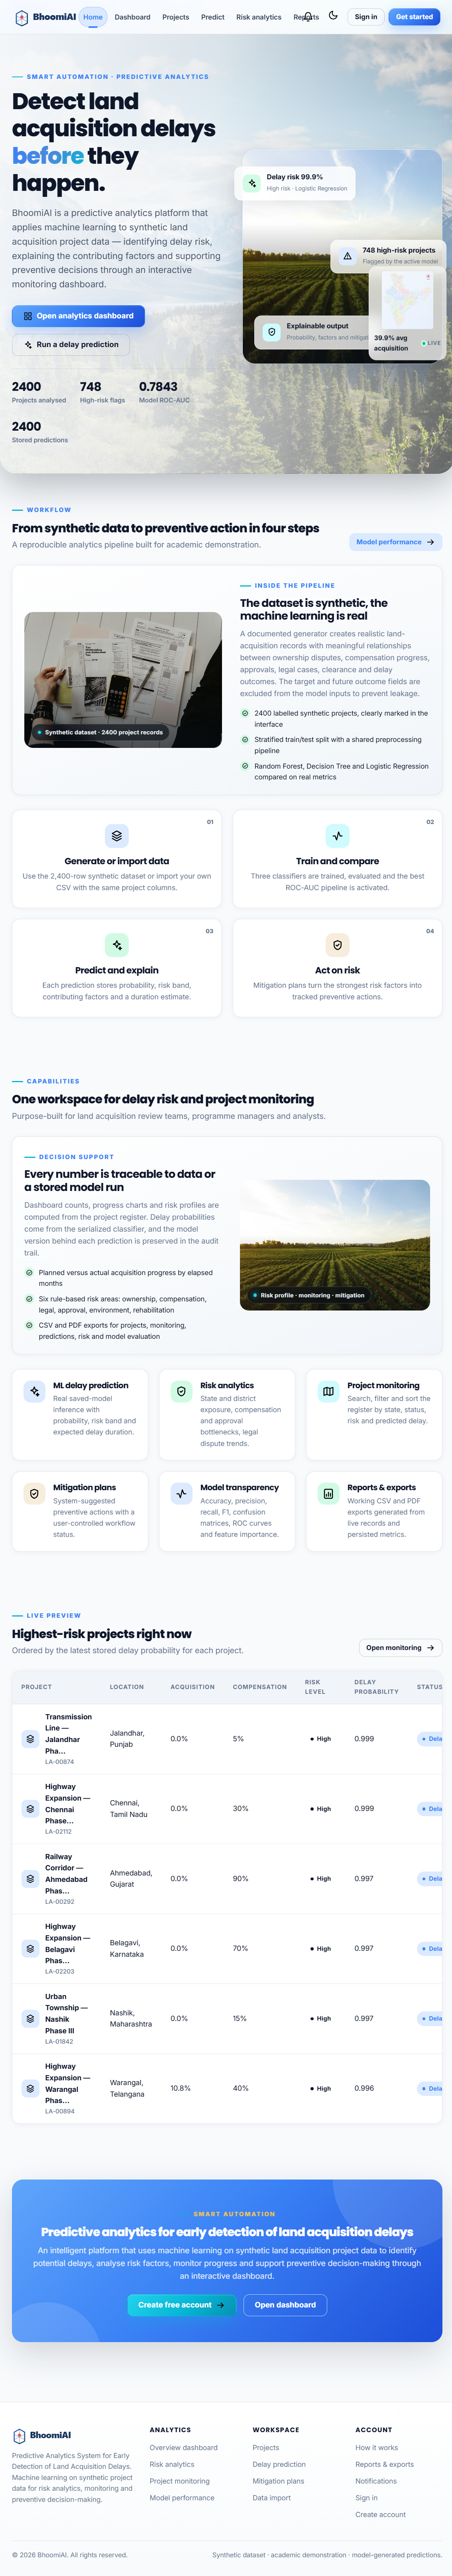 BhoomiAI
Home
Dashboard
Projects
Predict
Risk analytics
Reports
Sign in
Get started
SMART AUTOMATION · PREDICTIVE ANALYTICS
Detect land
acquisition delays
before they
happen.
BhoomiAI is a predictive analytics platform that
applies machine learning to synthetic land
acquisition project data — identifying delay risk,
explaining the contributing factors and supporting
preventive decisions through an interactive
monitoring dashboard.
Open analytics dashboard
Run a delay prediction
2400
Projects analysed
748
High-risk flags
0.7843
Model ROC-AUC
2400
Stored predictions
Delay risk 99.9%
High risk · Logistic Regression
748 high-risk projects
Flagged by the active model
Explainable output
Probability, factors and
39.9% avg
acquisition
LIVE
WORKFLOW
From synthetic data to preventive action in four steps
A reproducible analytics pipeline built for academic demonstration.
Model performance
Synthetic dataset · 2400 project records
INSIDE THE PIPELINE
The dataset is synthetic, the
machine learning is real
A documented generator creates realistic land-
acquisition records with meaningful relationships
between ownership disputes, compensation progress,
approvals, legal cases, clearance and delay
outcomes. The target and future outcome fields are
excluded from the model inputs to prevent leakage.
2400 labelled synthetic projects, clearly marked in the
interface
Stratified train/test split with a shared preprocessing
pipeline
Random Forest, Decision Tree and Logistic Regression
compared on real metrics
01
Generate or import data
Use the 2,400-row synthetic dataset or import your own
CSV with the same project columns.
02
Train and compare
Three classifiers are trained, evaluated and the best
ROC-AUC pipeline is activated.
03
Predict and explain
Each prediction stores probability, risk band,
contributing factors and a duration estimate.
04
Act on risk
Mitigation plans turn the strongest risk factors into
tracked preventive actions.
CAPABILITIES
One workspace for delay risk and project monitoring
Purpose-built for land acquisition review teams, programme managers and analysts.
DECISION SUPPORT
Every number is traceable to data or
a stored model run
Dashboard counts, progress charts and risk profiles are
computed from the project register. Delay probabilities
come from the serialized classifier, and the model
version behind each prediction is preserved in the audit
trail.
Planned versus actual acquisition progress by elapsed
months
Six rule-based risk areas: ownership, compensation,
legal, approval, environment, rehabilitation
CSV and PDF exports for projects, monitoring,
predictions, risk and model evaluation
Risk profile · monitoring · mitigation
ML delay prediction
Real saved-model
inference with
probability, risk band and
expected delay duration.
Risk analytics
State and district
exposure, compensation
and approval
bottlenecks, legal
dispute trends.
Project monitoring
Search, filter and sort the
register by state, status,
risk and predicted delay.
Mitigation plans
System-suggested
preventive actions with a
user-controlled workflow
status.
Model transparency
Accuracy, precision,
recall, F1, confusion
matrices, ROC curves
and feature importance.
Reports & exports
Working CSV and PDF
exports generated from
live records and
persisted metrics.
LIVE PREVIEW
Highest-risk projects right now
Ordered by the latest stored delay probability for each project.
Open monitoring
PROJECT
LOCATION
ACQUISITION
COMPENSATION
RISK
LEVEL
DELAY
PROBABILITY
STATUS
Transmission
Line —
Jalandhar
Pha...
LA-00874
Jalandhar,
Punjab
0.0%
5%
High
0.999
Dela
Highway
Expansion —
Chennai
Phase...
LA-02112
Chennai,
Tamil Nadu
0.0%
30%
High
0.999
Dela
Railway
Corridor —
Ahmedabad
Phas...
LA-00292
Ahmedabad,
Gujarat
0.0%
90%
High
0.997
Dela
Highway
Expansion —
Belagavi
Phas...
LA-02203
Belagavi,
Karnataka
0.0%
70%
High
0.997
Dela
Urban
Township —
Nashik
Phase III
LA-01842
Nashik,
Maharashtra
0.0%
15%
High
0.997
Dela
Highway
Expansion —
Warangal
Phas...
LA-00894
Warangal,
Telangana
10.8%
40%
High
0.996
Dela
SMART AUTOMATION
Predictive analytics for early detection of land acquisition delays
An intelligent platform that uses machine learning on synthetic land acquisition project data to identify
potential delays, analyse risk factors, monitor progress and support preventive decision-making through
an interactive dashboard.
Create free account
Open dashboard
BhoomiAI
Predictive Analytics System for Early
Detection of Land Acquisition Delays.
Machine learning on synthetic project
data for risk analytics, monitoring and
preventive decision-making.
ANALYTICS
Overview dashboard
Risk analytics
Project monitoring
Model performance
WORKSPACE
Projects
Delay prediction
Mitigation plans
Data import
ACCOUNT
How it works
Reports & exports
Notifications
Sign in
Create account
© 2026 BhoomiAI. All rights reserved.
Synthetic dataset · academic demonstration · model-generated predictions.